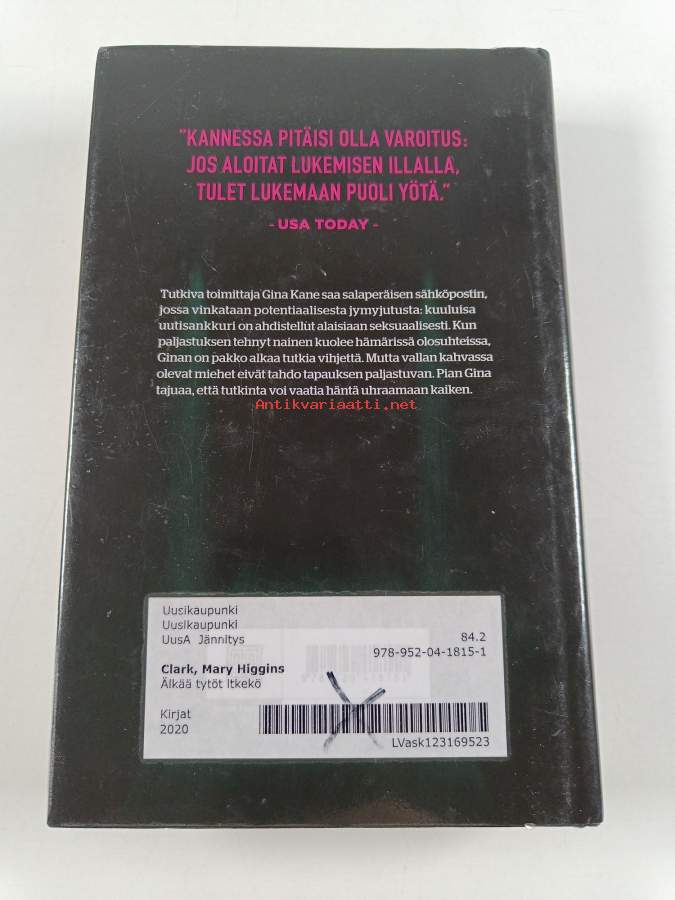 "KANNESSA PITÄISI OLLA VAROITUS:
JOS ALOITAT LUKEMISEN ILLALLA,
TULET LUKEMAAN PUOLI YÖTÄ."
- USA TODAY -
Tutkiva toimittaja Gina Kane saa salaperäisen sähköpostin,
jossa vinkataan potentiaalisesta jymyjutusta: kuuluisa
uutisankkuri on ahdistellut alaisiaan seksuaalisesti. Kun
paljastuksen tehnyt nainen kuolee hämärissä olosuhteissa,
Ginan on pakko alkaa tutkia vihjettä. Mutta vallan kahvassa
olevat miehet eivät tahdo tapauksen paljastuvan. Pian Gina
tajuaa, että tutkinta voi vaatia häntä uhraamaan kaiken.
Antikvariaatti.net
Uusikaupunki
Uusikaupunki
UusA Jännitys 84.2
978-952-04-1815-1
Clark, Mary Higgins
Älkää tytöt itkekö
Kirjat
2020
LVask123169523